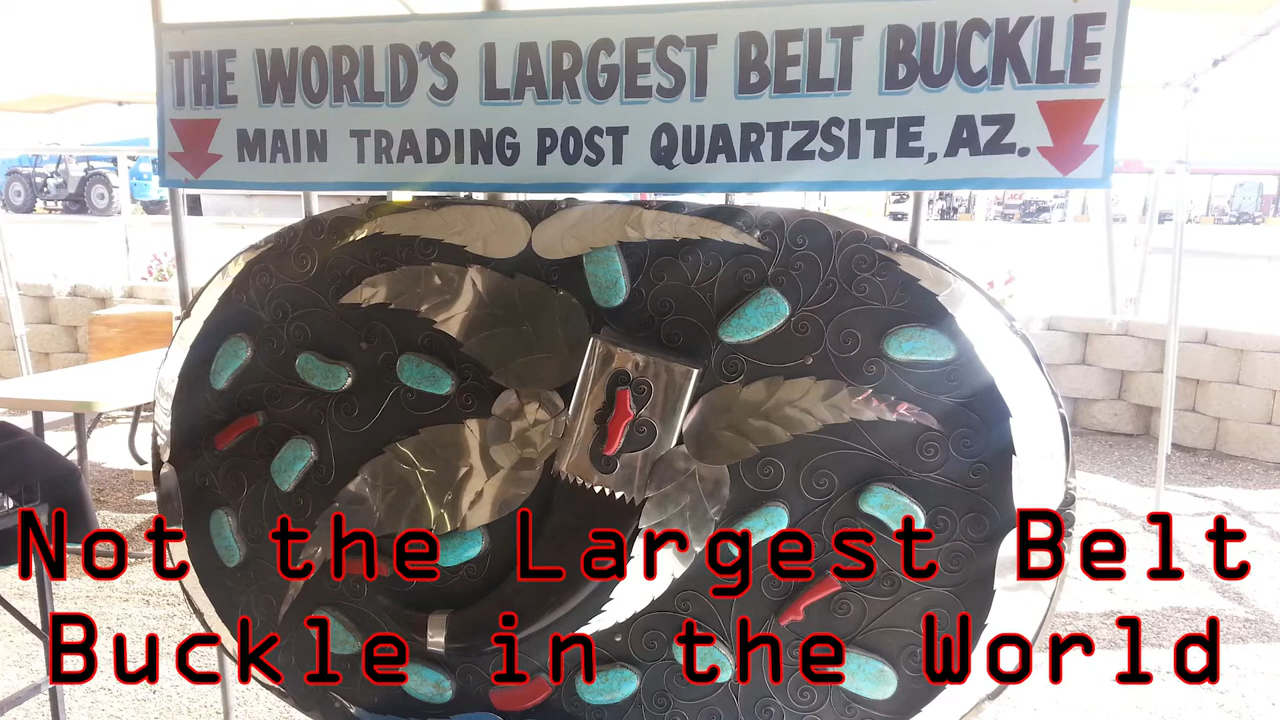 THE WORLD'S LARGEST BELT BUCKLE
MAIN TRADING POST QUARTZSITE, AZ.
Not the Largest Belt
Buckle in the World